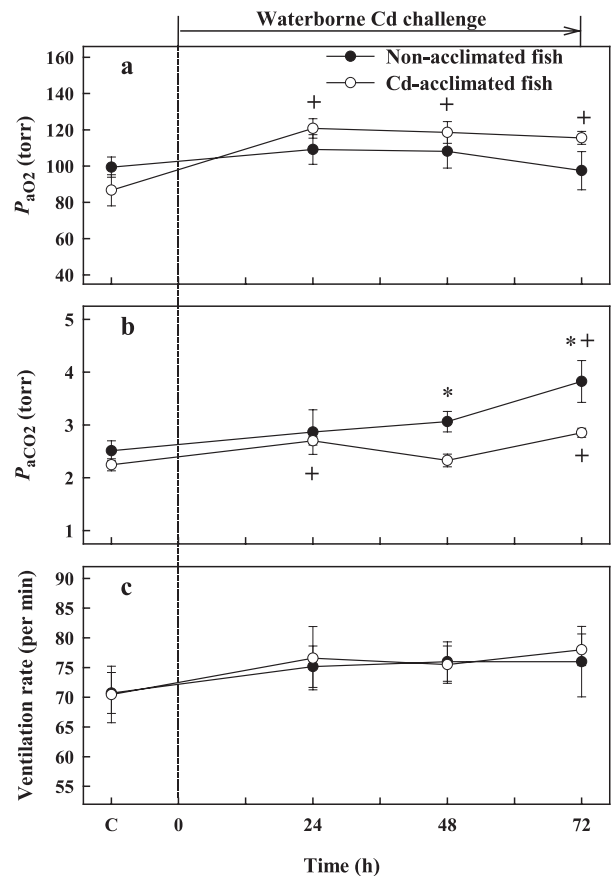 Waterborne Cd challenge
a
Non-acclimated fish
Cd-acclimated fish
160
140
120
100
80
60
40
PaO2 (torr)
+ + +
b
5
4
3
2
1
PaCO2 (torr)
* *+
+ +
c
90
85
80
75
70
65
60
55
Ventilation rate (per min)
C 0 24 48 72
Time (h)